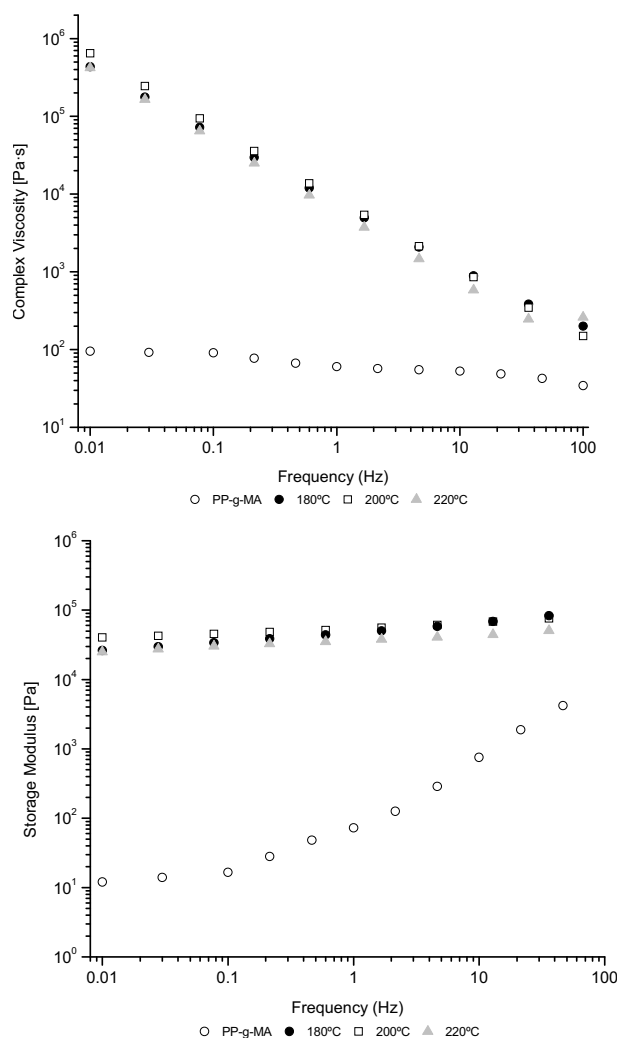 10⁶
10⁵
10⁴
10³
10²
10¹
Complex Viscosity [Pa·s]
0.01 0.1 1 10 100
Frequency (Hz)
PP-g-MA 180ºC 200ºC 220ºC
10⁶
10⁵
10⁴
10³
10²
10¹
10⁰
Storage Modulus [Pa]
0.01 0.1 1 10 100
Frequency (Hz)
PP-g-MA 180ºC 200ºC 220ºC